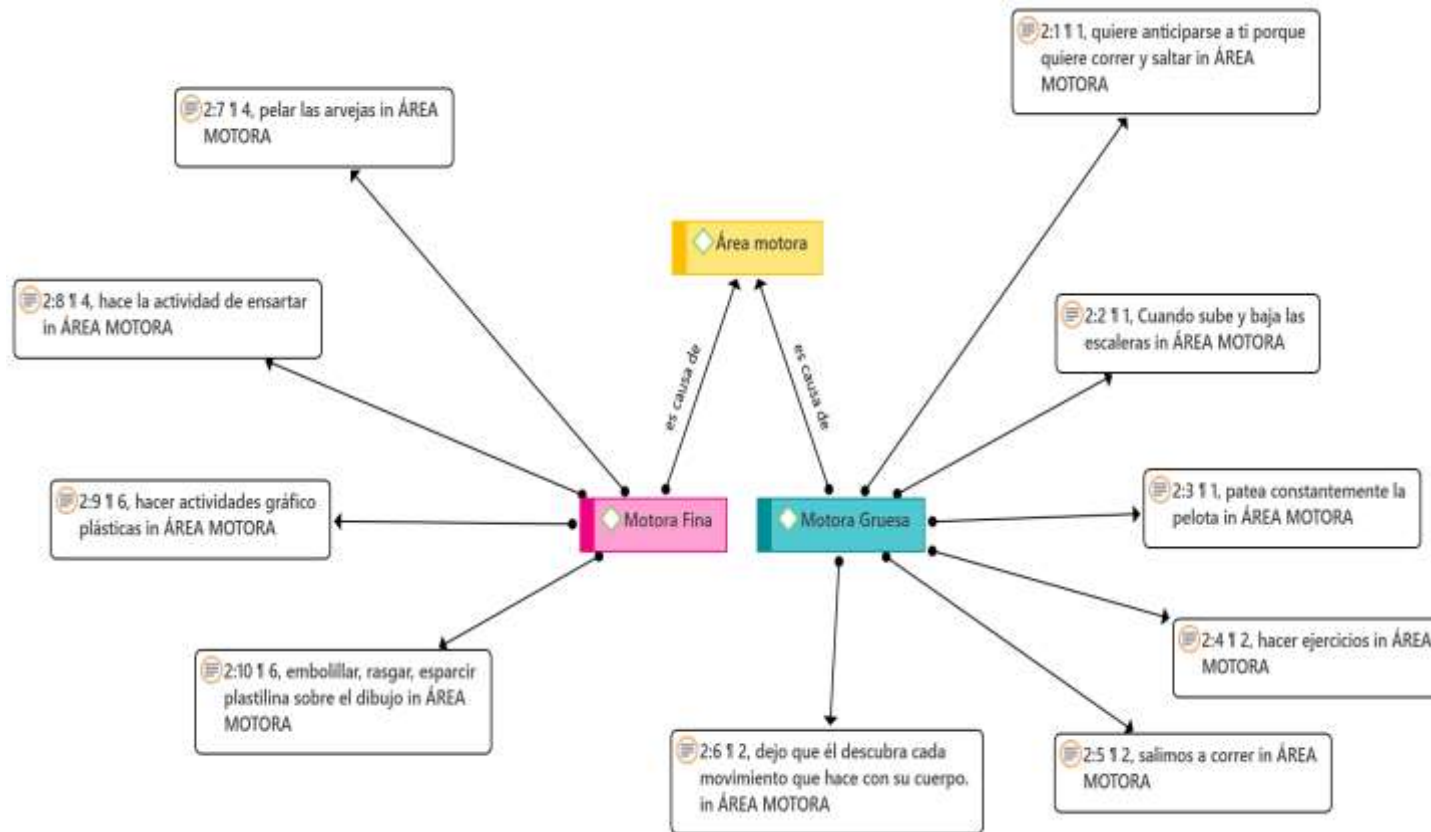 2:1 ¶ 1, quiere anticiparse a ti porque
quiere correr y saltar in ÁREA
MOTORA
2:7 ¶ 4, pelar las arvejas in ÁREA
MOTORA
Área motora
2:8 ¶ 4, hace la actividad de ensartar
in ÁREA MOTORA
2:2 ¶ 1, Cuando sube y baja las
escaleras in ÁREA MOTORA
es causa de
es causa de
2:9 ¶ 6, hacer actividades gráfico
plásticas in ÁREA MOTORA
Motora Fina
Motora Gruesa
2:3 ¶ 1, patea constantemente la
pelota in ÁREA MOTORA
2:4 ¶ 2, hacer ejercicios in ÁREA
MOTORA
2:10 ¶ 6, embolillar, rasgar, esparcir
plastilina sobre el dibujo in ÁREA
MOTORA
2:6 ¶ 2, dejo que él descubra cada
movimiento que hace con su cuerpo.
in ÁREA MOTORA
2:5 ¶ 2, salimos a correr in ÁREA
MOTORA